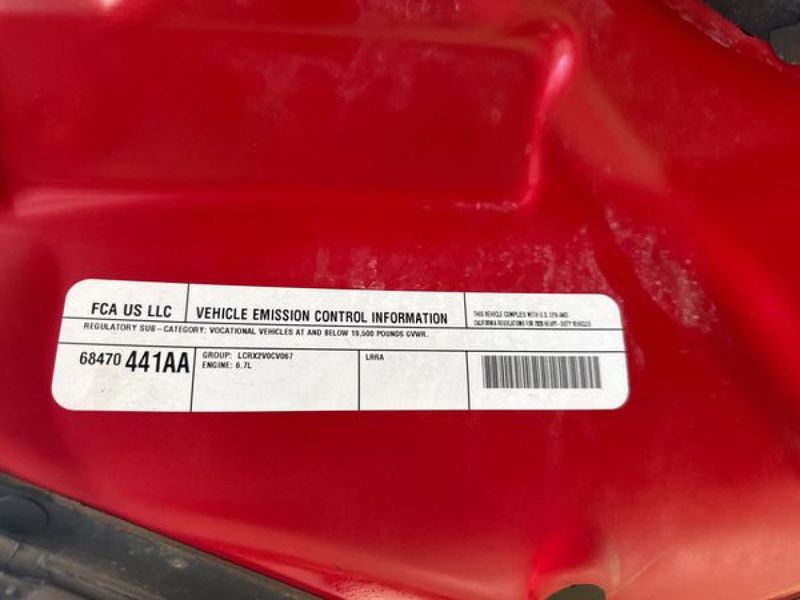 FCA US LLC
VEHICLE EMISSION CONTROL INFORMATION
THIS VEHICLE COMPLIES WITH U.S. EPA AND
CALIFORNIA REGULATIONS FOR 2020 HEAVY-DUTY VEHICLES
REGULATORY SUB-CATEGORY: VOCATIONAL VEHICLES AT AND BELOW 19,500 POUNDS GVWR.
68470 441AA
GROUP: LCRX2V0CV067
ENGINE: 6.7L
LRRA